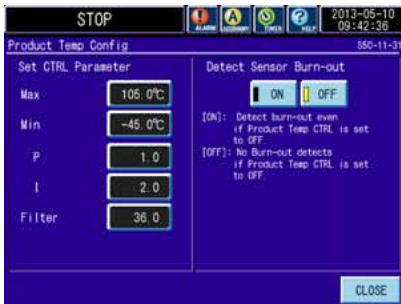 STOP
ALARM
TIMER
HELP
2013-05-10
09:42:36
Product Temp Config
S50-11-31
Set CTRL Parameter
Detect Sensor Burn-out
Max
105.0℃
ON
OFF
Min
-45.0℃
[ON]: Detect burn-out even
if Product Temp CTRL is set
to OFF.
[OFF]: No Burn-out detects
if Product Temp CTRL is set
to OFF.
P
1.0
I
2.0
Filter
36.0
CLOSE